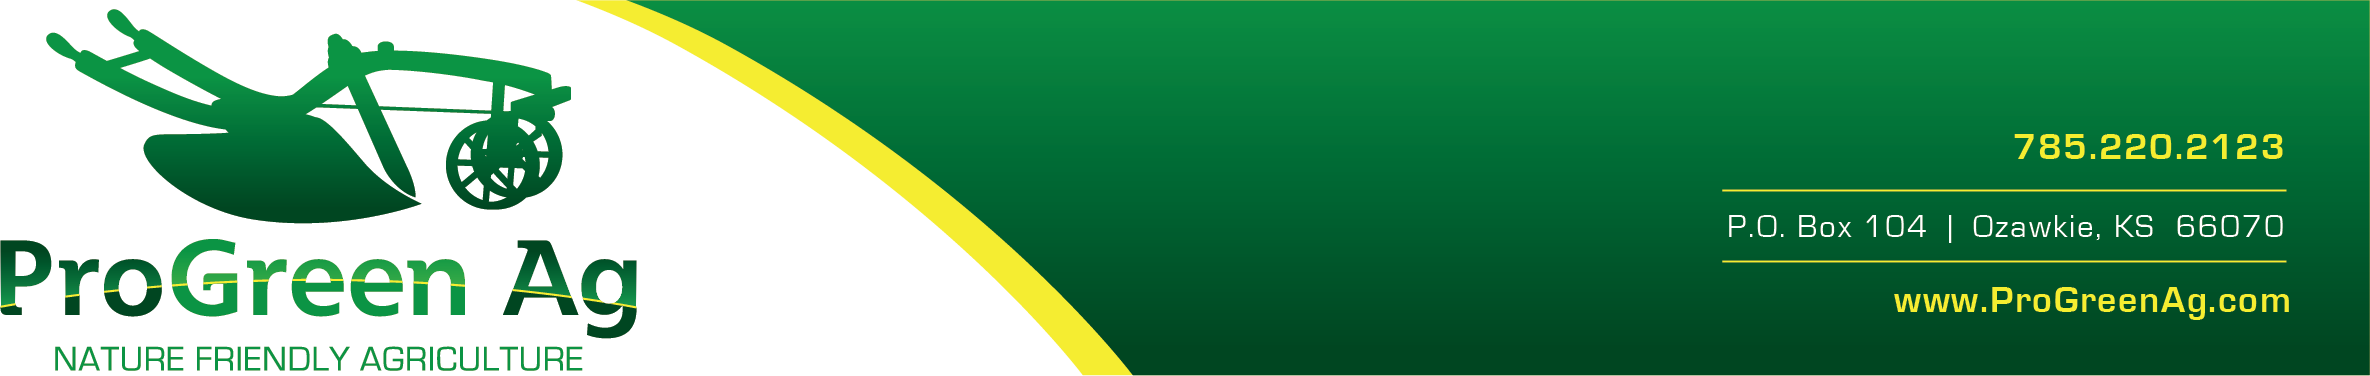 ProGreen Ag
NATURE FRIENDLY AGRICULTURE
785.220.2123
P.O. Box 104 | Ozawkie, KS 66070
www.ProGreenAg.com